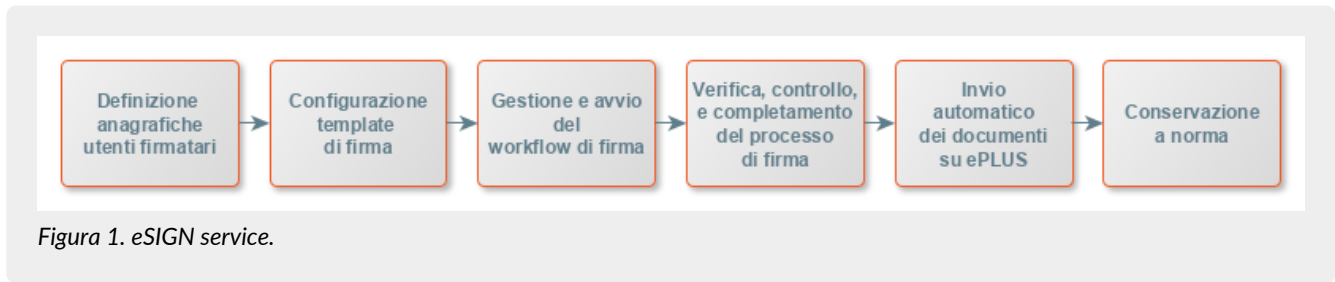 Definizione
anagrafiche
utenti firmatari
Configurazione
template
di firma
Gestione e avvio
del
workflow di firma
Verifica, controllo,
e completamento
del processo
di firma
Invio
automatico
dei documenti
su ePLUS
Conservazione
a norma
Figura 1. eSIGN service.